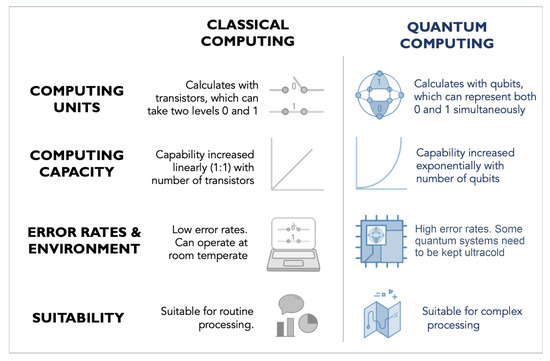 CLASSICAL
COMPUTING
QUANTUM
COMPUTING
COMPUTING
UNITS
Calculates with
transistors, which can
take two levels 0 and 1
0
1
1
0
Calculates with qubits,
which can represent both
0 and 1 simultaneously
COMPUTING
CAPACITY
Capability increased
linearly (1:1) with
number of transistors
Capability increased
exponentially with
number of qubits
ERROR RATES &
ENVIRONMENT
Low error rates.
Can operate at
room temperate
0
1
High error rates. Some
quantum systems need
to be kept ultracold
SUITABILITY
Suitable for routine
processing.
Suitable for complex
processing